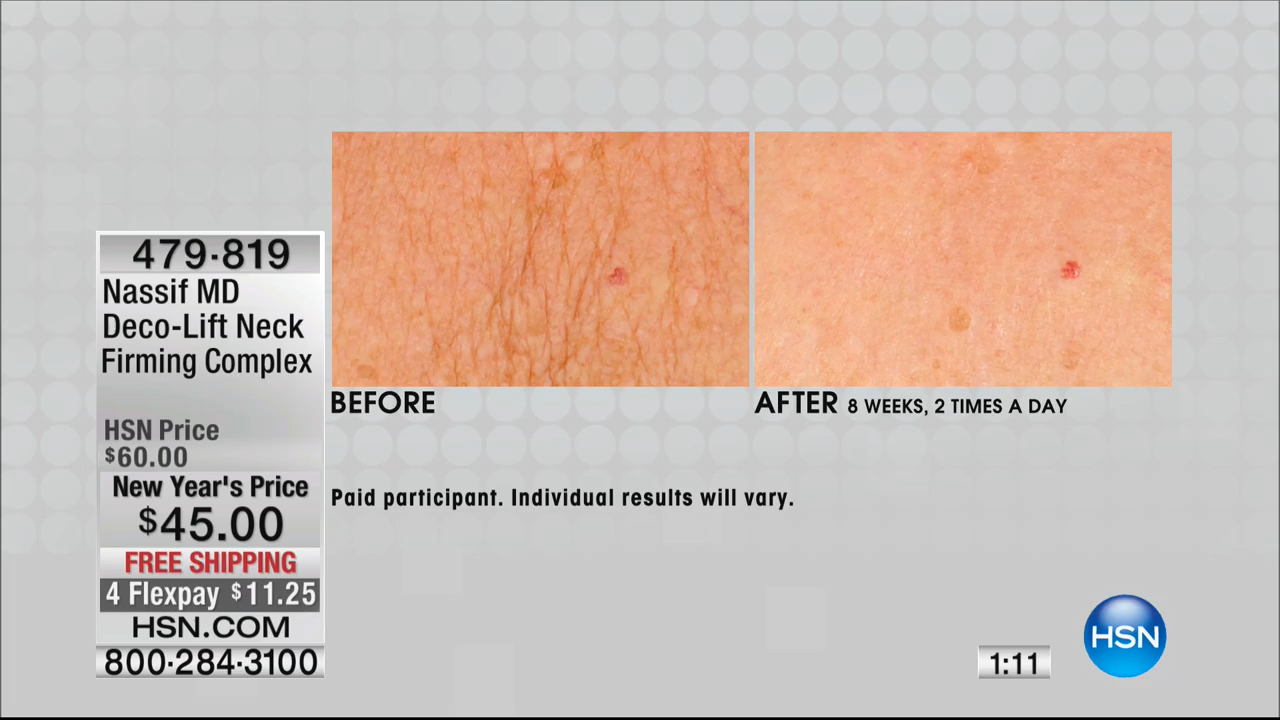 479·819
Nassif MD
Deco-Lift Neck
Firming Complex
HSN Price
$60.00
New Year's Price
$45.00
FREE SHIPPING
4 Flexpay $11.25
HSN.COM
800·284·3100
BEFORE
AFTER 8 WEEKS, 2 TIMES A DAY
Paid participant. Individual results will vary.
1:11
HSN